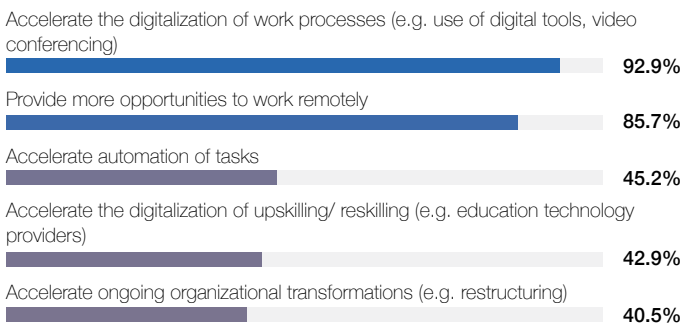 Accelerate the digitalization of work processes (e.g. use of digital tools, video
conferencing)
92.9%
Provide more opportunities to work remotely
85.7%
Accelerate automation of tasks
45.2%
Accelerate the digitalization of upskilling/ reskilling (e.g. education technology
providers)
42.9%
Accelerate ongoing organizational transformations (e.g. restructuring)
40.5%